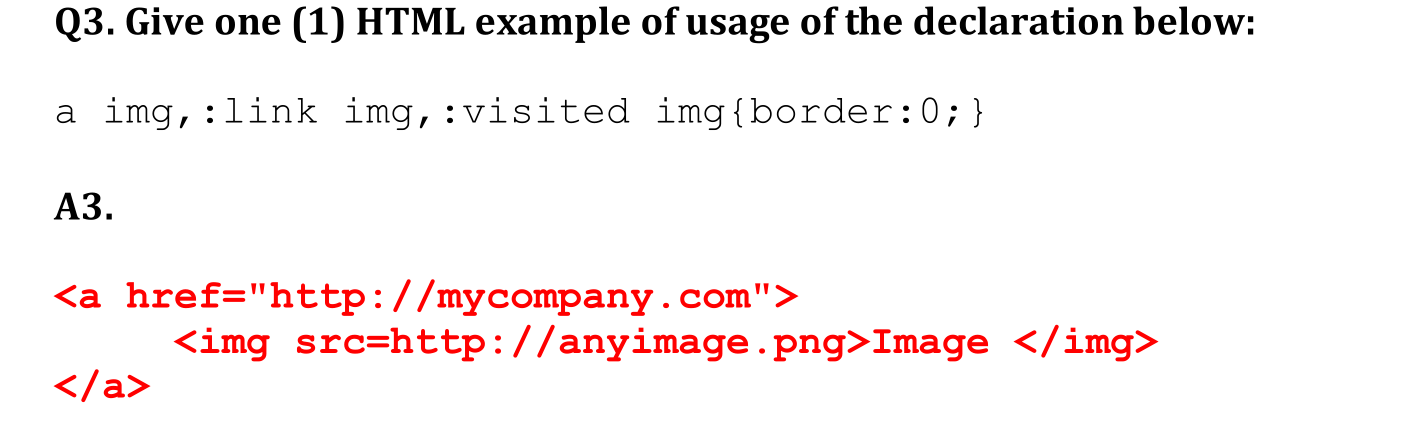 Q3. Give one (1) HTML example of usage of the declaration below:
a img,:link img,:visited img{border:0;}
A3.
<a href="http://mycompany.com">
<img src=http://anyimage.png>Image </img>
</a>